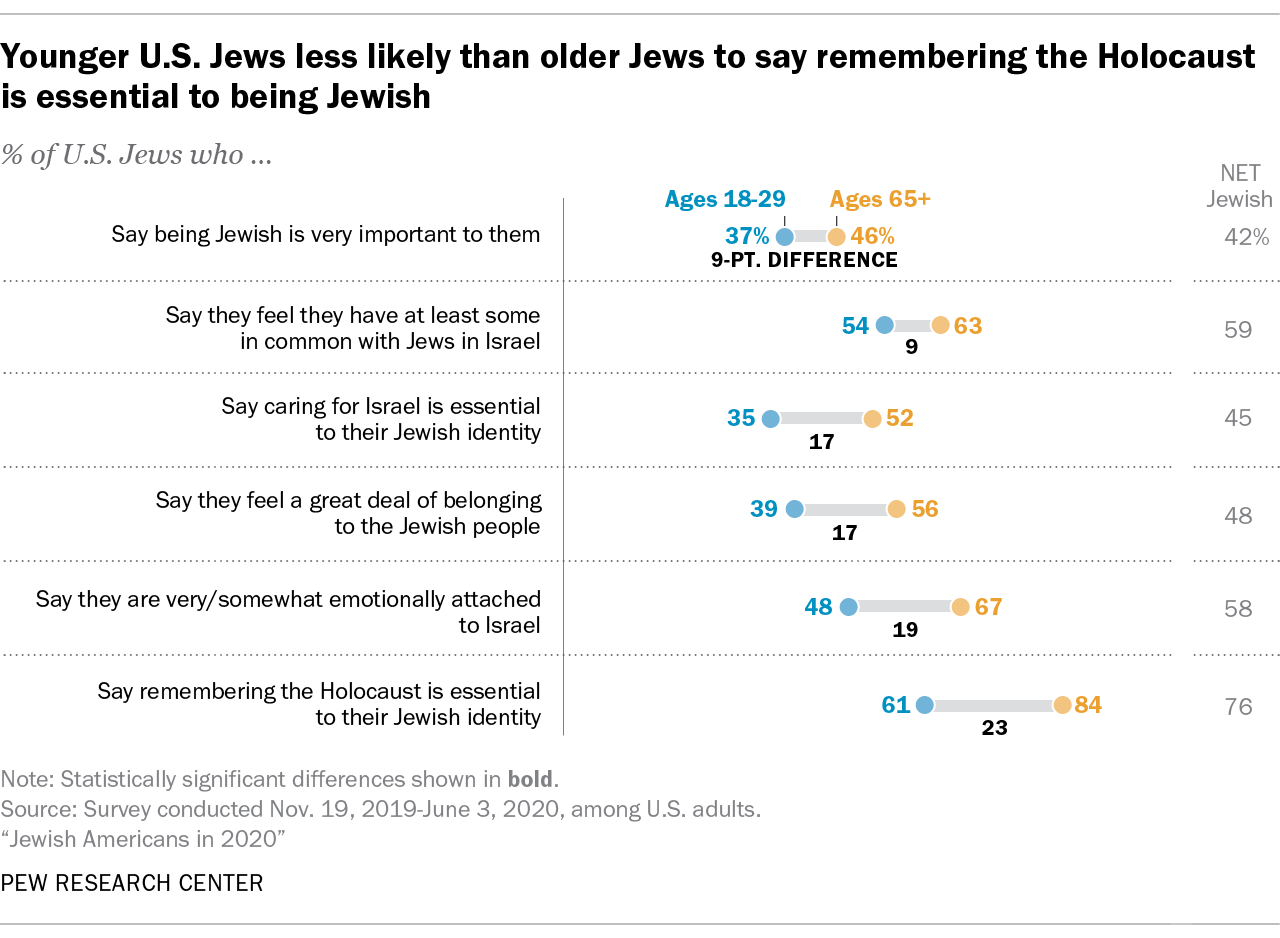 Younger U.S. Jews less likely than older Jews to say remembering the Holocaust
is essential to being Jewish
% of U.S. Jews who ...
NET
Jewish
Ages 18-29 Ages 65+
Say being Jewish is very important to them 37% 46% 42%
9-PT. DIFFERENCE
Say they feel they have at least some
in common with Jews in Israel
54 63 59
9
Say caring for Israel is essential
to their Jewish identity
35 52 45
17
Say they feel a great deal of belonging
to the Jewish people
39 56 48
17
Say they are very/somewhat emotionally attached
to Israel
48 67 58
19
Say remembering the Holocaust is essential
to their Jewish identity
61 84 76
23
Note: Statistically significant differences shown in bold.
Source: Survey conducted Nov. 19, 2019-June 3, 2020, among U.S. adults.
“Jewish Americans in 2020”
PEW RESEARCH CENTER